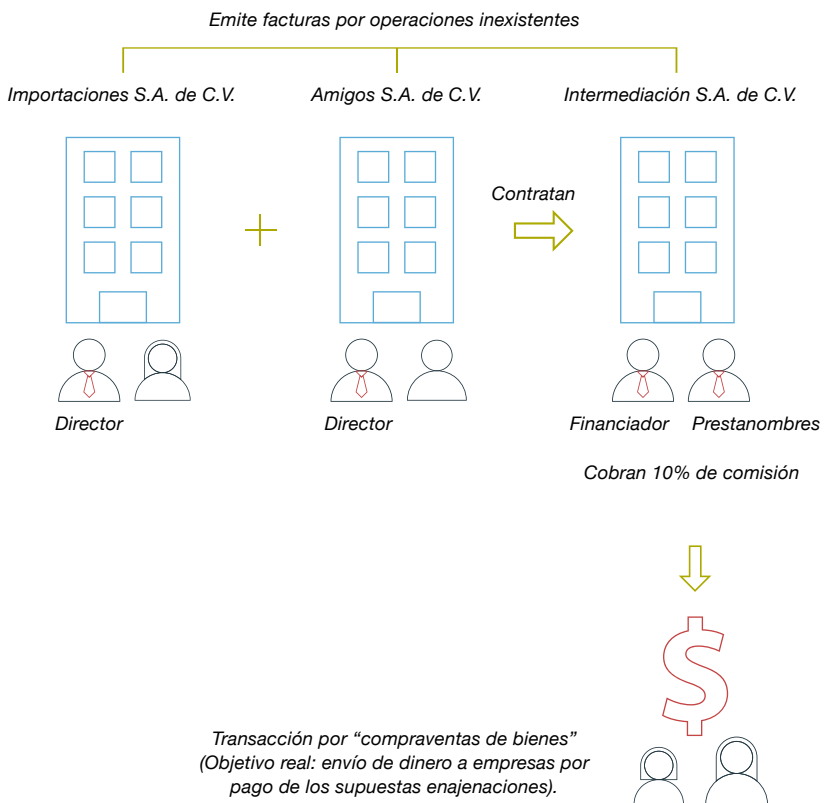 Emite facturas por operaciones inexistentes
Importaciones S.A. de C.V.
Amigos S.A. de C.V.
Intermediación S.A. de C.V.
Contratan
Director
Director
Financiador
Prestanombres
Cobran 10% de comisión
$
Transacción por “compraventas de bienes”
(Objetivo real: envío de dinero a empresas por
pago de los supuestas enajenaciones).